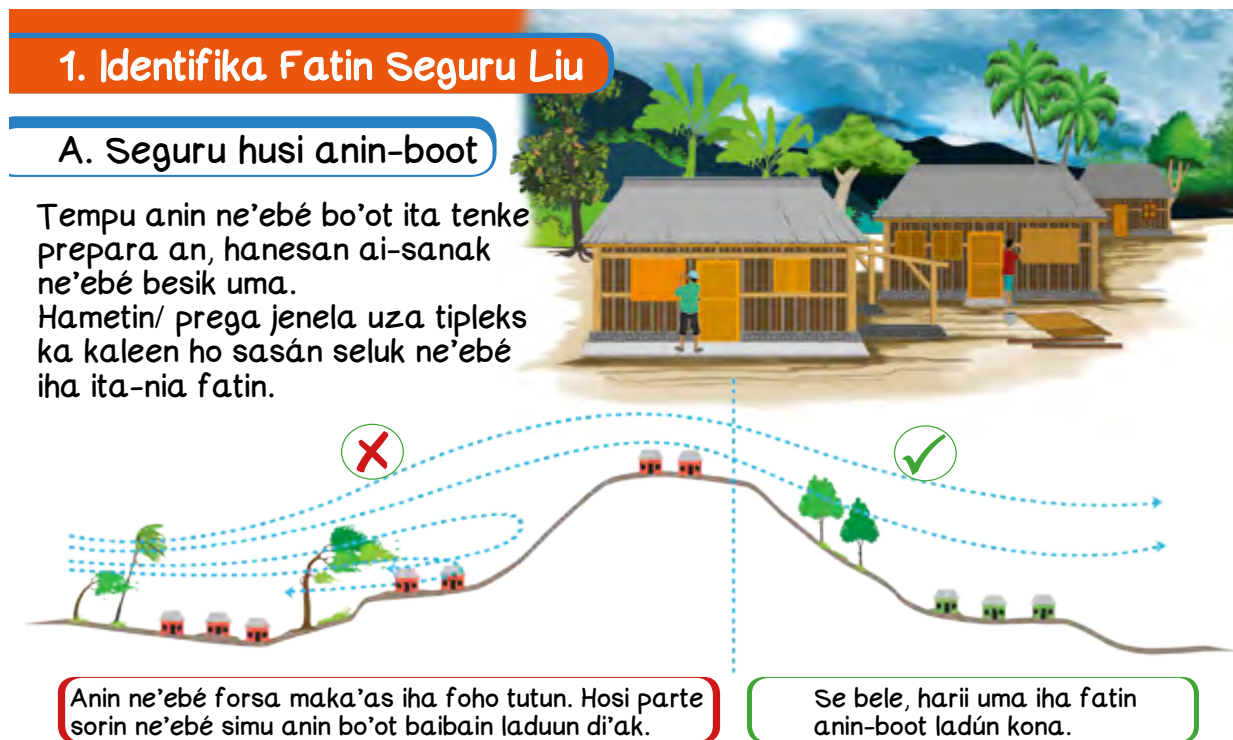 1. Identifika Fatin Seguru Liu
A. Seguru husi anin-boot
Tempu anin ne'ebé bo'ot ita tenke
prepara an, hanesan ai-sanak
ne'ebé besik uma.
Hametin/ prega jenela uza tipleks
ka kaleen ho sasán seluk ne'ebé
iha ita-nia fatin.
Anin ne'ebé forsa maka'as iha foho tutun. Hosi parte
sorin ne'ebé simu anin bo'ot baibain laduun di'ak.
Se bele, harii uma iha fatin
anin-boot ladún kona.